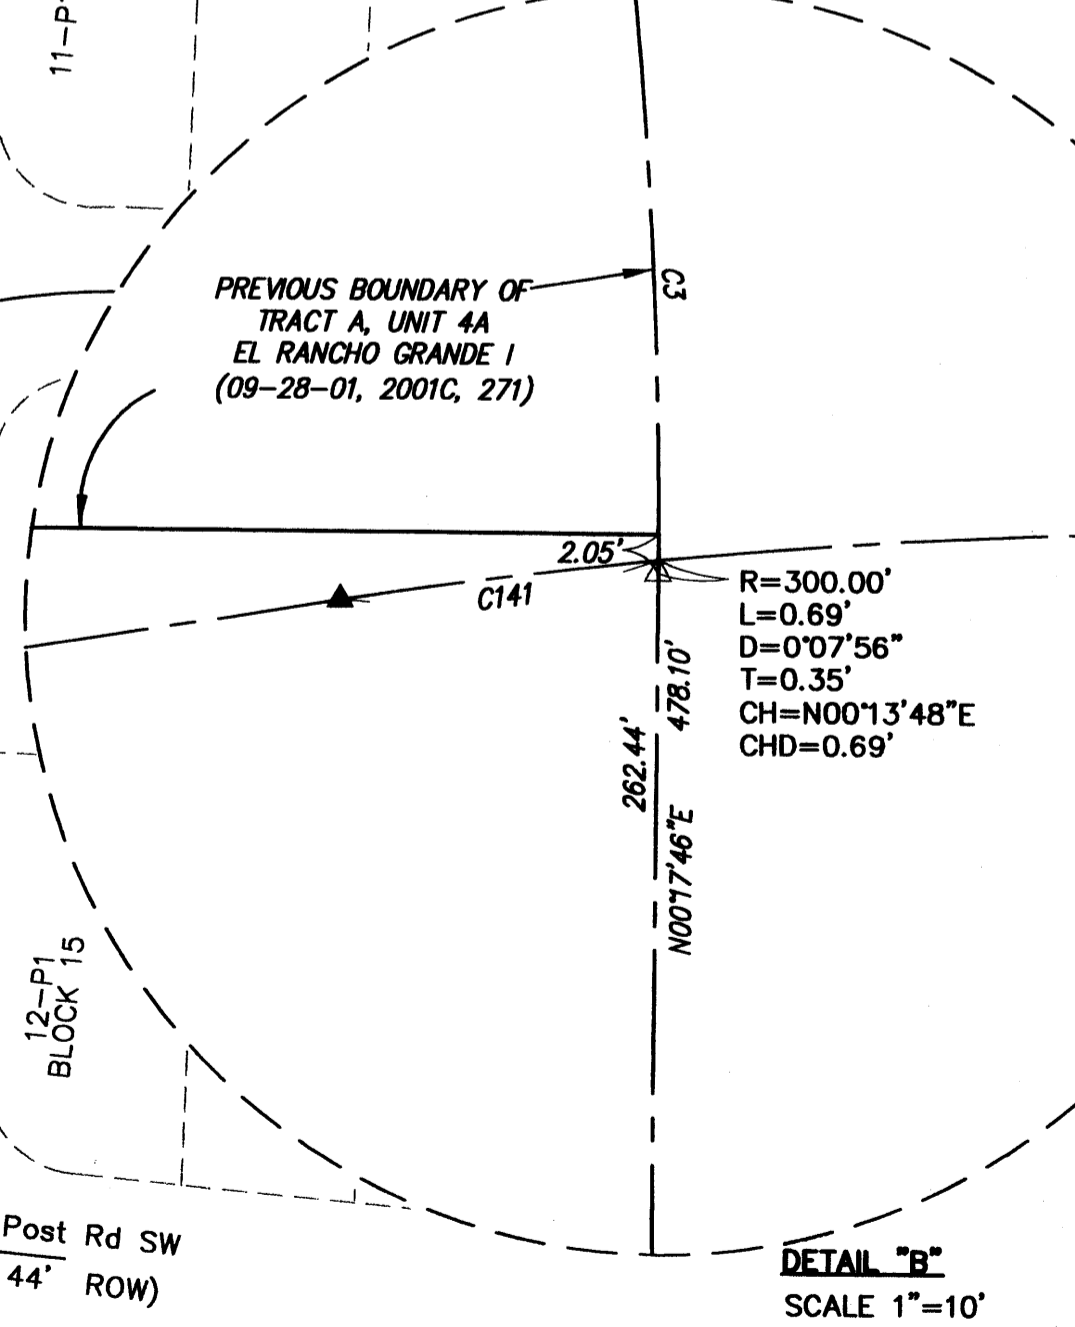 11-P1
PREVIOUS BOUNDARY OF
TRACT A, UNIT 4A
EL RANCHO GRANDE I
(09-28-01, 2001C, 271)
C3
2.05'
C141
R=300.00'
L=0.69'
D=0°07'56"
T=0.35'
CH=N00°13'48"E
CHD=0.69'
262.44'
478.10'
N00°17'46"E
12-P1
BLOCK 15
Post Rd SW
44' ROW)
DETAIL "B"
SCALE 1"=10'